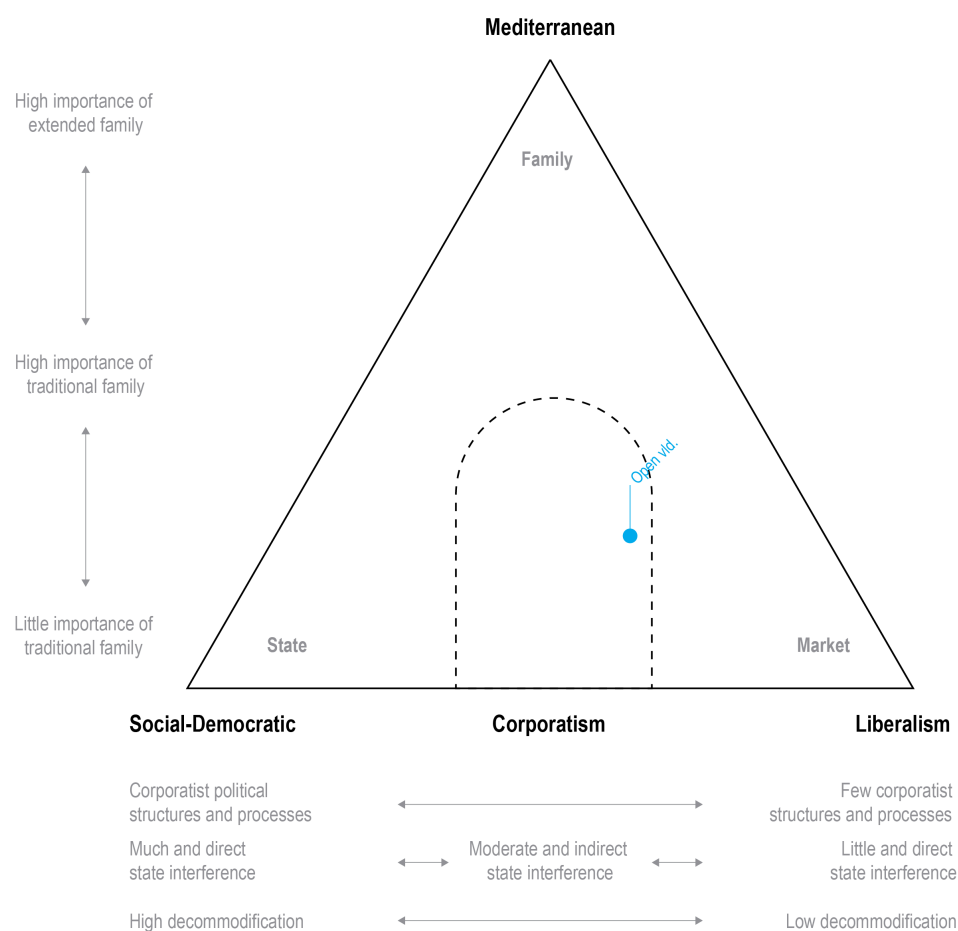 Mediterranean
High importance of
extended family
Family
High importance of
traditional family
Open vld.
Little importance of
traditional family
State
Market
Social-Democratic
Corporatism
Liberalism
Corporatist political
structures and processes
Few corporatist
structures and processes
Much and direct
state interference
Moderate and indirect
state interference
Little and direct
state interference
High decommodification
Low decommodification